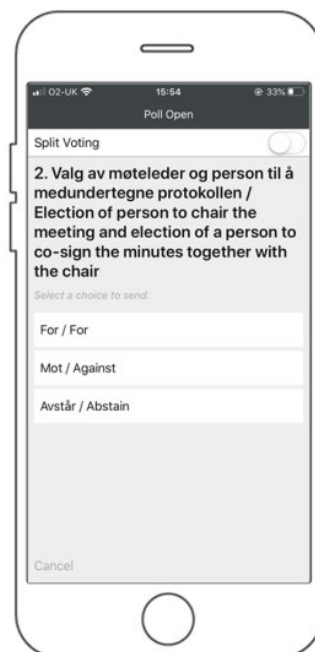 O2-UK 15:54 33%
Poll Open
Split Voting
2. Valg av møteleder og person til å
medundertegne protokollen /
Election of person to chair the
meeting and election of a person to
co-sign the minutes together with
the chair
Select a choice to send.
For / For
Mot / Against
Avstår / Abstain
Cancel